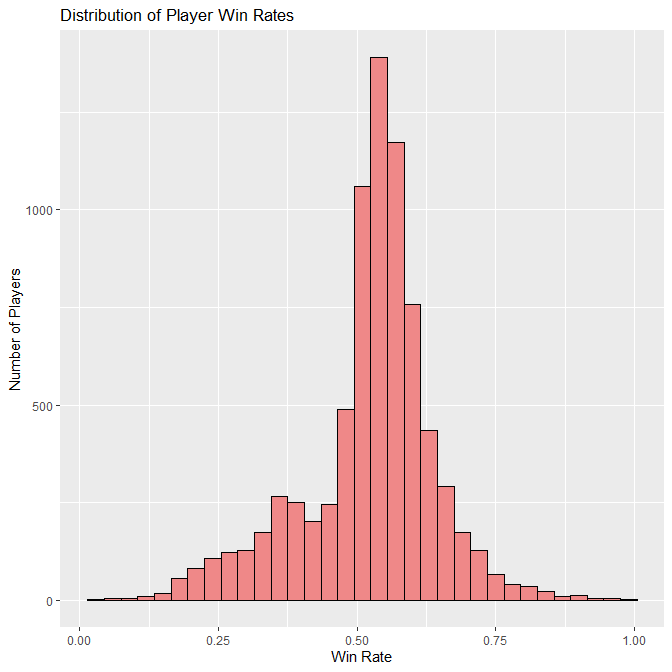 Distribution of Player Win Rates
1000
500
0
Number of Players
0.00 0.25 0.50 0.75 1.00
Win Rate